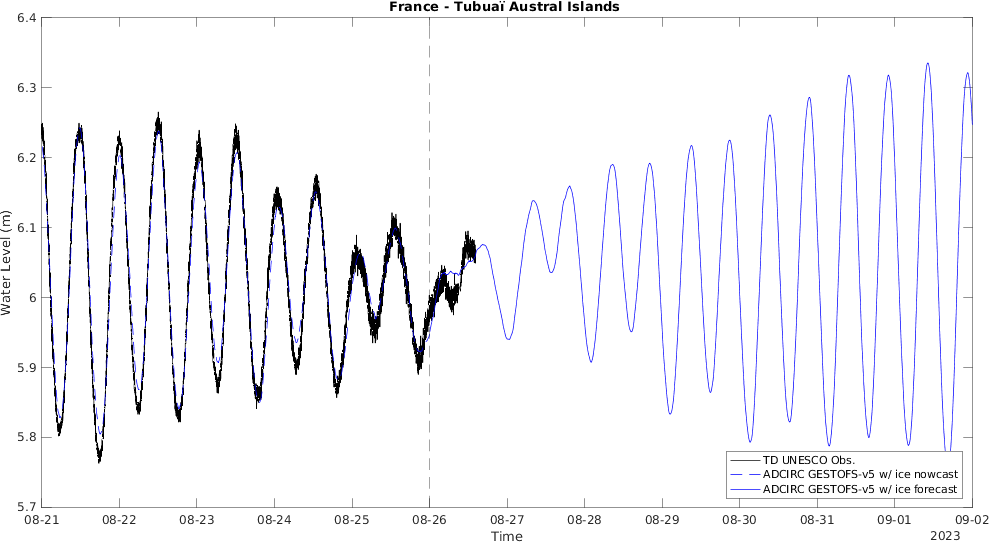 France - Tubuaï Austral Islands
6.4
6.3
6.2
6.1
6
5.9
5.8
5.7
Water Level (m)
TD UNESCO Obs.
ADCIRC GESTOFS-v5 w/ ice nowcast
ADCIRC GESTOFS-v5 w/ ice forecast
08-21 08-22 08-23 08-24 08-25 08-26 08-27 08-28 08-29 08-30 08-31 09-01 09-02
Time
2023